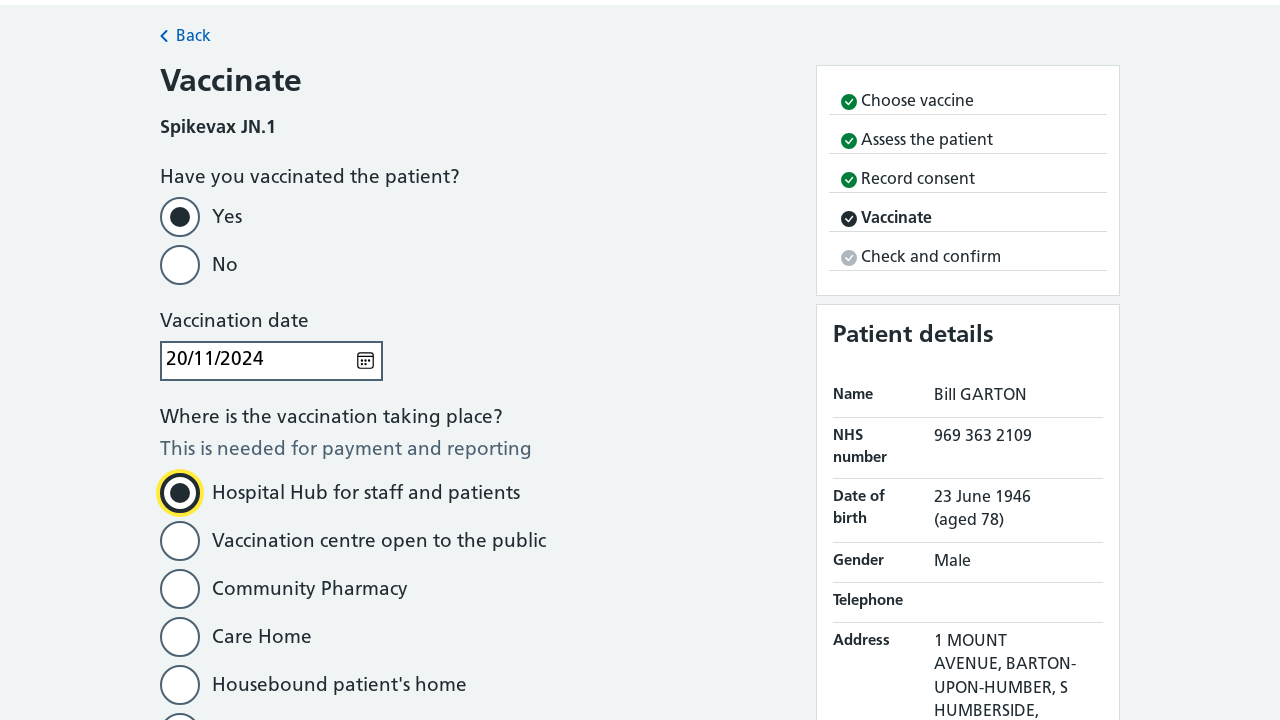 Back
Vaccinate
Spikevax JN.1
Have you vaccinated the patient?
Yes
No
Vaccination date
20/11/2024
Where is the vaccination taking place?
This is needed for payment and reporting
Hospital Hub for staff and patients
Vaccination centre open to the public
Community Pharmacy
Care Home
Housebound patient's home
Choose vaccine
Assess the patient
Record consent
Vaccinate
Check and confirm
Patient details
Name Bill GARTON
NHS number 969 363 2109
Date of birth 23 June 1946 (aged 78)
Gender Male
Telephone
Address 1 MOUNT
AVENUE, BARTON-
UPON-HUMBER, S
HUMBERSIDE,